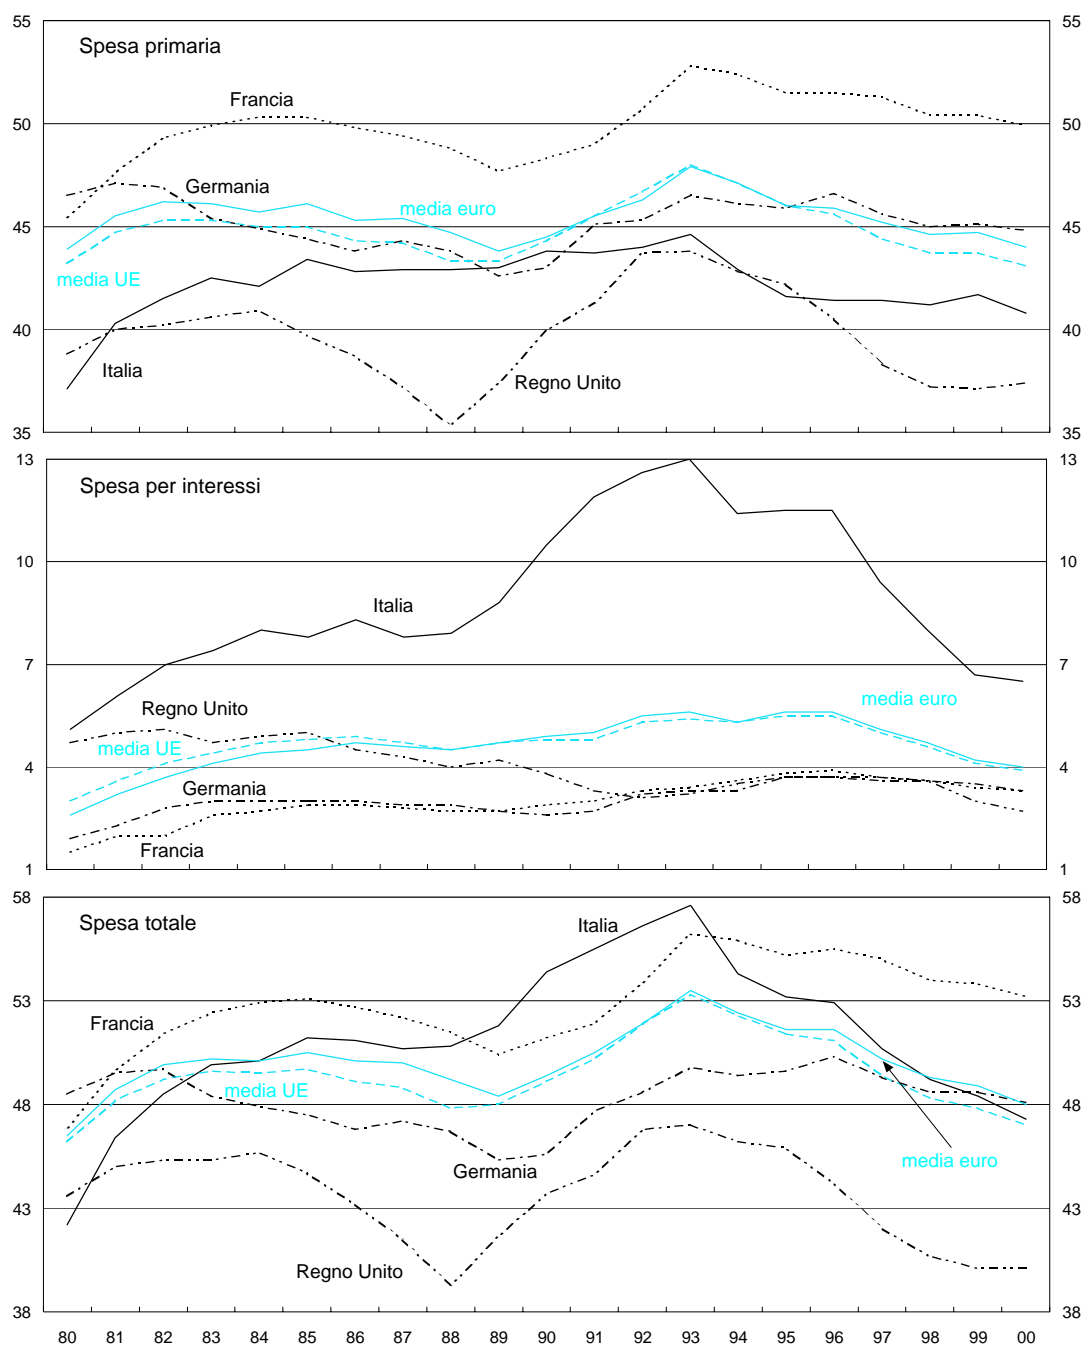 55 55
Spesa primaria
Francia
50 50
Germania
media euro
45 45
media UE
40 40
Italia
Regno Unito
35 35
13 13
Spesa per interessi
10 10
Italia
7 7
Regno Unito
media euro
media UE
4 4
Germania
Francia
1 1
58 58
Spesa totale
Italia
53 53
Francia
media UE
48 48
media euro
Germania
43 43
Regno Unito
38 38
80 81 82 83 84 85 86 87 88 89 90 91 92 93 94 95 96 97 98 99 00